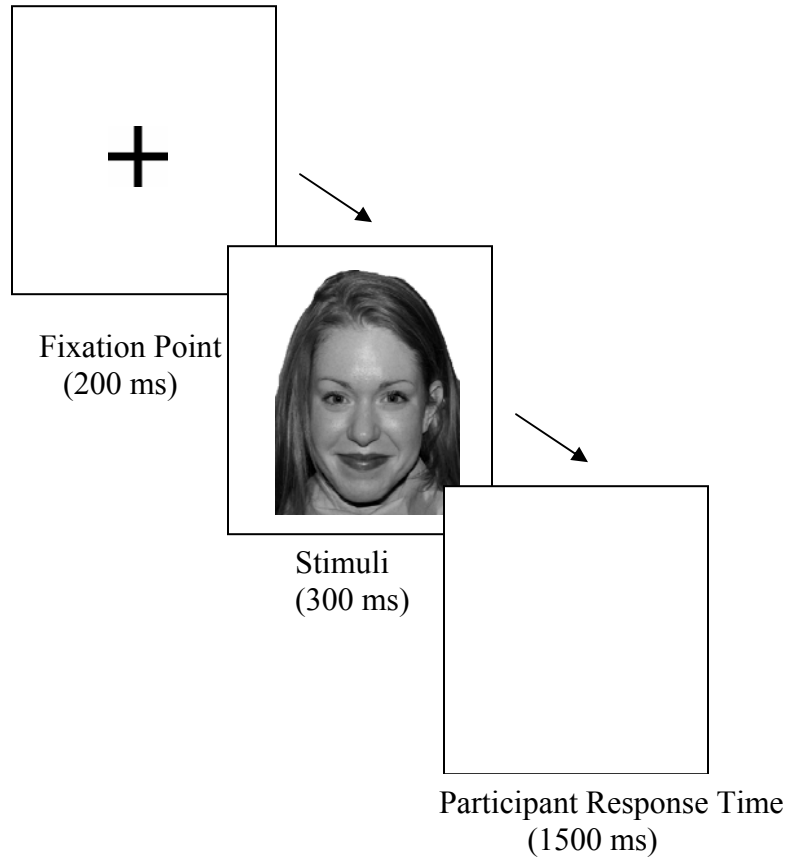 Fixation Point
(200 ms)
Stimuli
(300 ms)
Participant Response Time
(1500 ms)